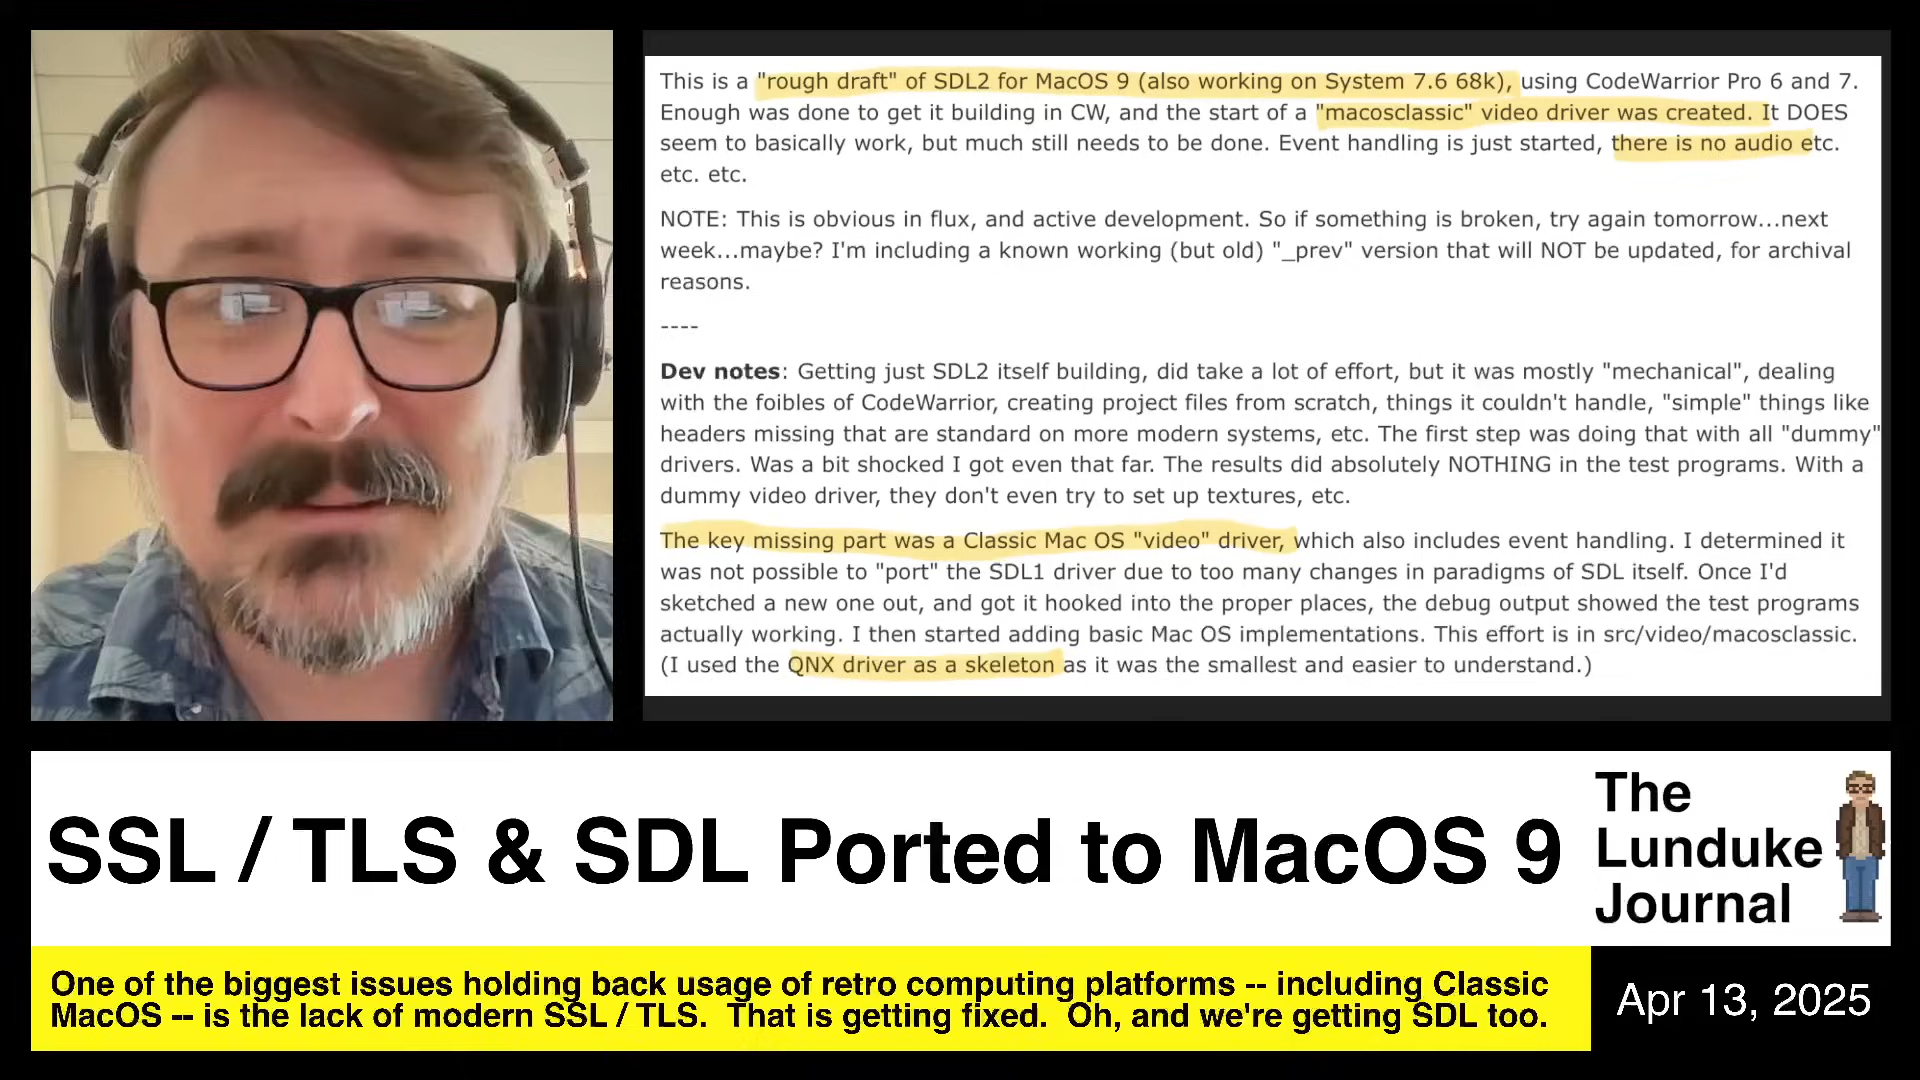 This is a "rough draft" of SDL2 for MacOS 9 (also working on System 7.6 68k), using CodeWarrior Pro 6 and 7.
Enough was done to get it building in CW, and the start of a "macosclassic" video driver was created. It DOES
seem to basically work, but much still needs to be done. Event handling is just started, there is no audio etc.
etc. etc.
NOTE: This is obvious in flux, and active development. So if something is broken, try again tomorrow...next
week...maybe? I'm including a known working (but old) "_prev" version that will NOT be updated, for archival
reasons.
----
Dev notes: Getting just SDL2 itself building, did take a lot of effort, but it was mostly "mechanical", dealing
with the foibles of CodeWarrior, creating project files from scratch, things it couldn't handle, "simple" things like
headers missing that are standard on more modern systems, etc. The first step was doing that with all "dummy"
drivers. Was a bit shocked I got even that far. The results did absolutely NOTHING in the test programs. With a
dummy video driver, they don't even try to set up textures, etc.
The key missing part was a Classic Mac OS "video" driver, which also includes event handling. I determined it
was not possible to "port" the SDL1 driver due to too many changes in paradigms of SDL itself. Once I'd
sketched a new one out, and got it hooked into the proper places, the debug output showed the test programs
actually working. I then started adding basic Mac OS implementations. This effort is in src/video/macosclassic.
(I used the QNX driver as a skeleton as it was the smallest and easier to understand.)
SSL / TLS & SDL Ported to MacOS 9
The
Lunduke
Journal
One of the biggest issues holding back usage of retro computing platforms -- including Classic
MacOS -- is the lack of modern SSL / TLS.  That is getting fixed.  Oh, and we're getting SDL too.
Apr 13, 2025